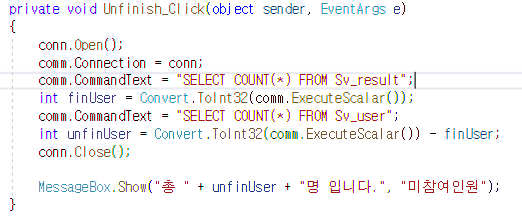 private void Unfinish_Click(object sender, EventArgs e)
{
conn.Open();
comm.Connection = conn;
comm.CommandText = "SELECT COUNT(*) FROM Sv_result";
int finUser = Convert.ToInt32(comm.ExecuteScalar());
comm.CommandText = "SELECT COUNT(*) FROM Sv_user";
int unfinUser = Convert.ToInt32(comm.ExecuteScalar()) - finUser;
conn.Close();
MessageBox.Show("총 " + unfinUser + "명 입니다.", "미참여인원");
}